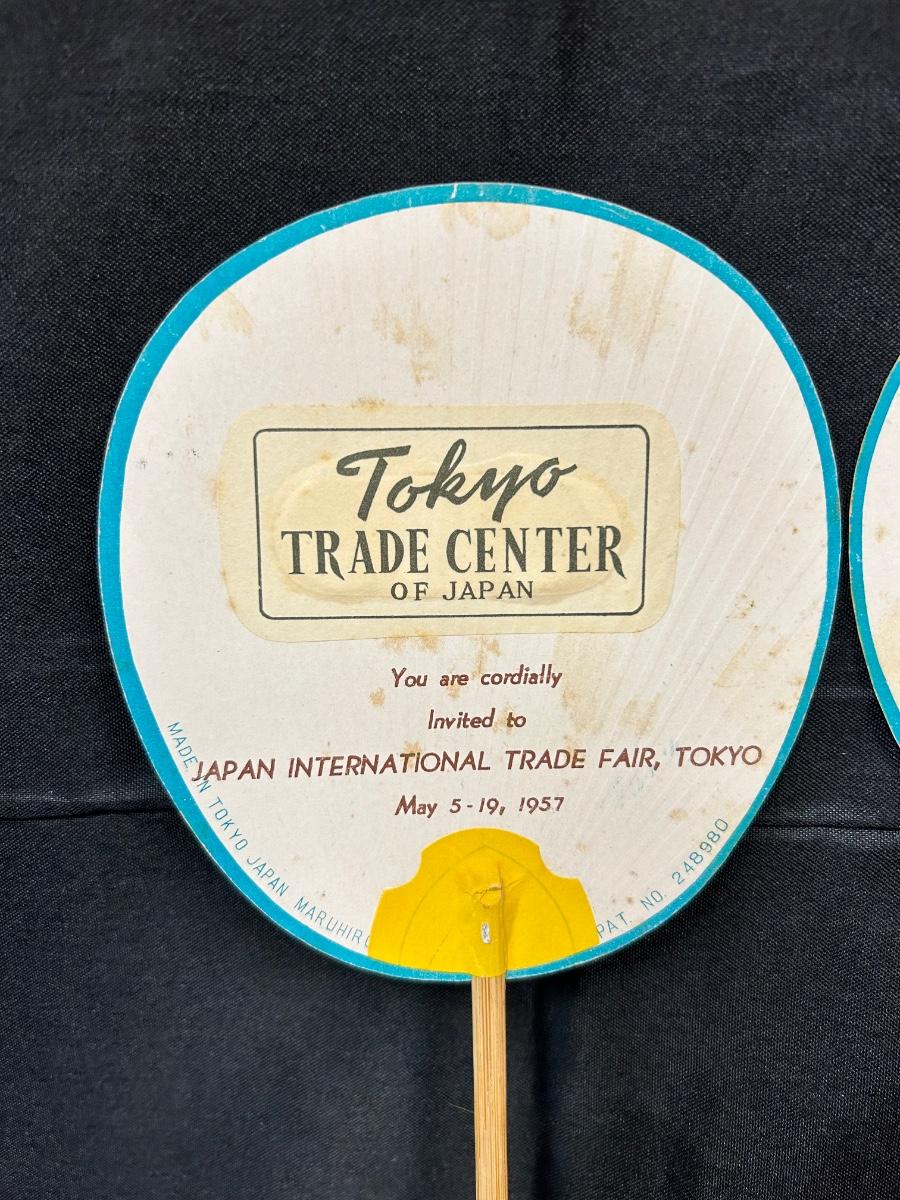 Tokyo
TRADE CENTER
OF JAPAN
You are cordially
Invited to
JAPAN INTERNATIONAL TRADE FAIR, TOKYO
May 5-19, 1957
MADE IN TOKYO JAPAN MARUHIRO
PAT. NO. 248980